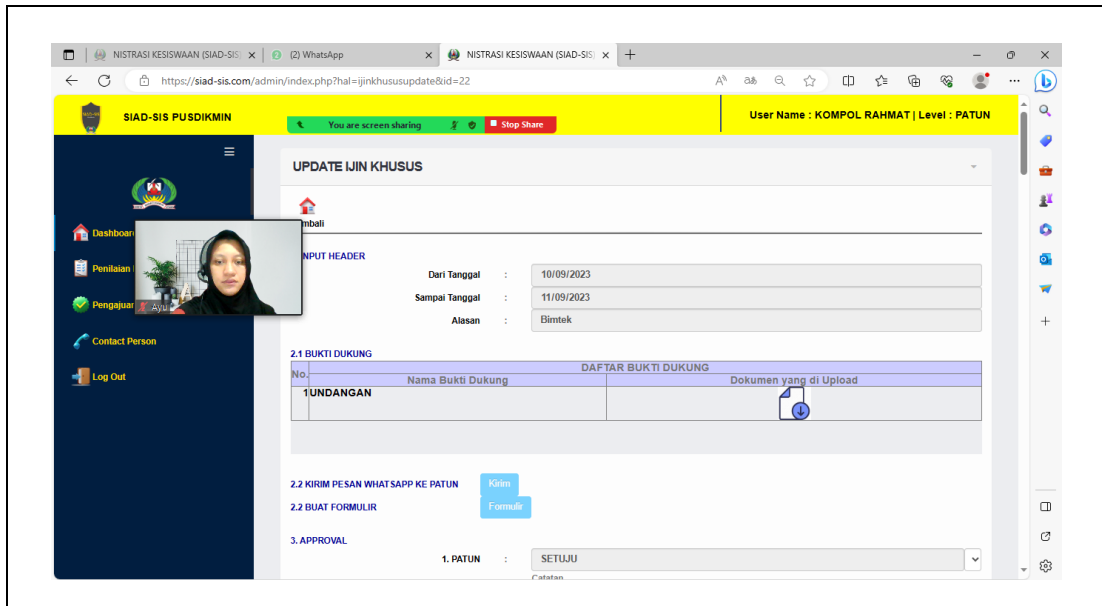 NISTRASI KESISWAAN (SIAD-SIS)
(2) WhatsApp
NISTRASI KESISWAAN (SIAD-SIS)
https://siad-sis.com/admin/index.php?hal=ijinkhususupdate&id=22
SIAD-SIS PUSDIKMIN
You are screen sharing
Stop Share
User Name : KOMPOL RAHMAT | Level : PATUN
UPDATE IJIN KHUSUS
mbali
Dashboar
NPUT HEADER
Penilaian
Dari Tanggal : 10/09/2023
Sampai Tanggal : 11/09/2023
Pengajuar
Ayu
Alasan : Bimtek
Contact Person
2.1 BUKTI DUKUNG
No. DAFTAR BUKTI DUKUNG
Nama Bukti Dukung Dokumen yang di Upload
Log Out
1 UNDANGAN
2.2 KIRIM PESAN WHATSAPP KE PATUN Kirim
2.2 BUAT FORMULIR Formulir
3. APPROVAL
1. PATUN : SETUJU
Catatan